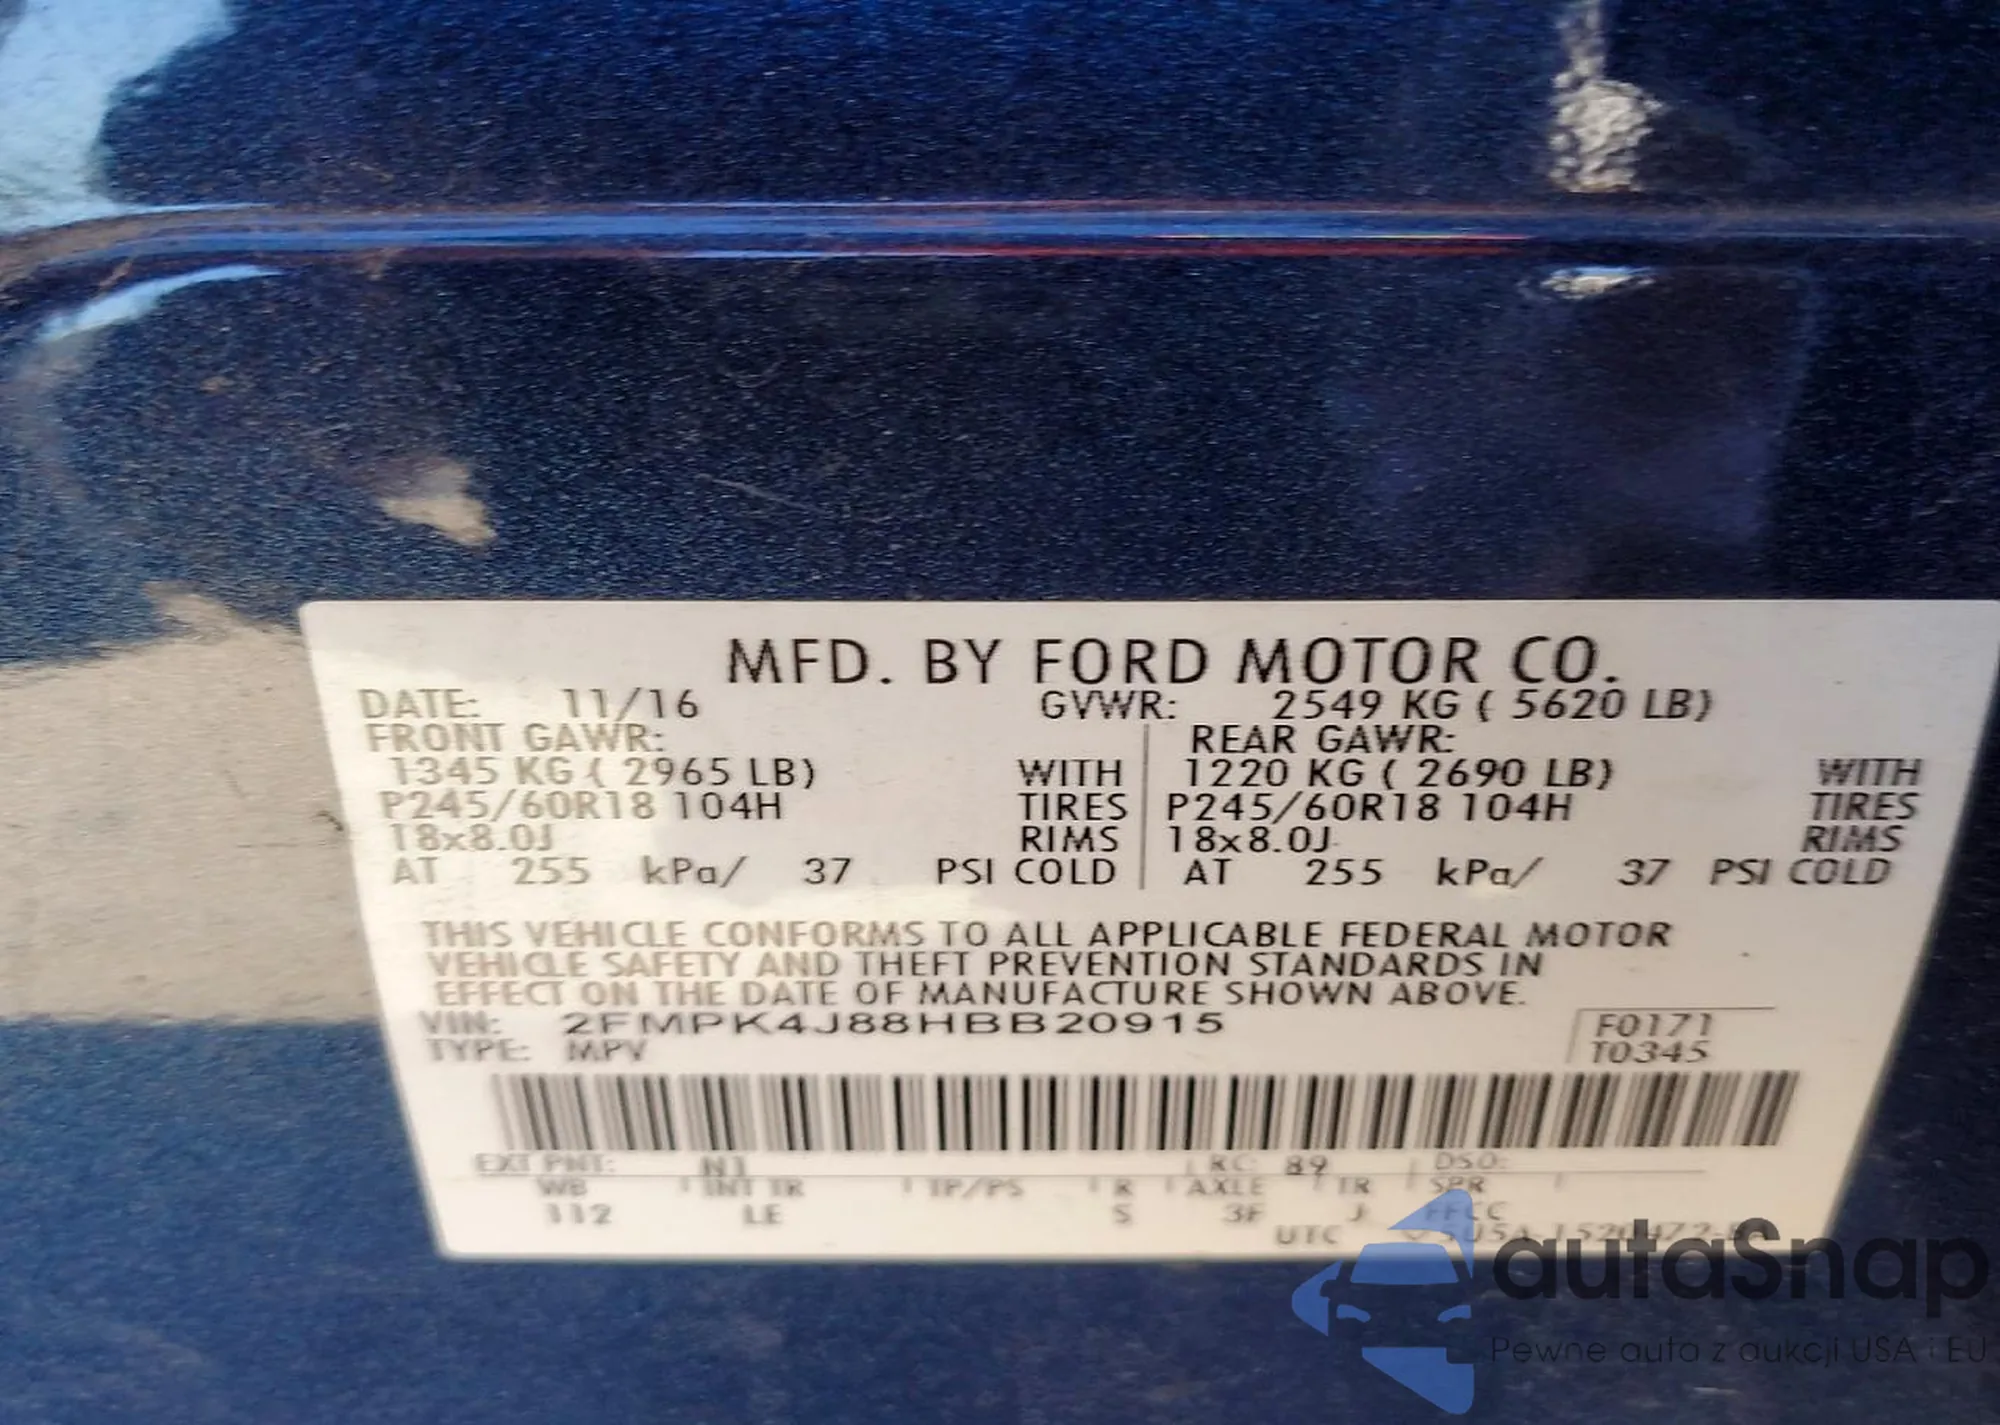 MFD. BY FORD MOTOR CO.
DATE: 11/16 GVWR: 2549 KG ( 5620 LB)
FRONT GAWR: REAR GAWR:
1345 KG ( 2965 LB) WITH 1220 KG ( 2690 LB) WITH
P245/60R18 104H TIRES P245/60R18 104H TIRES
18x8.0J RIMS 18x8.0J RIMS
AT 255 kPa/ 37 PSI COLD AT 255 kPa/ 37 PSI COLD
THIS VEHICLE CONFORMS TO ALL APPLICABLE FEDERAL MOTOR
VEHICLE SAFETY AND THEFT PREVENTION STANDARDS IN
EFFECT ON THE DATE OF MANUFACTURE SHOWN ABOVE.
VIN: 2FMPK4J88HBB20915 F0171
TYPE: MPV T0345
EXT PNT: N1 RC: 89 DSO:
WB INT TR TP/PS R AXLE TR SPR
112 LE S 3F J FFCC
UTC
autaSnap
Pewne auta z aukcji USA i EU